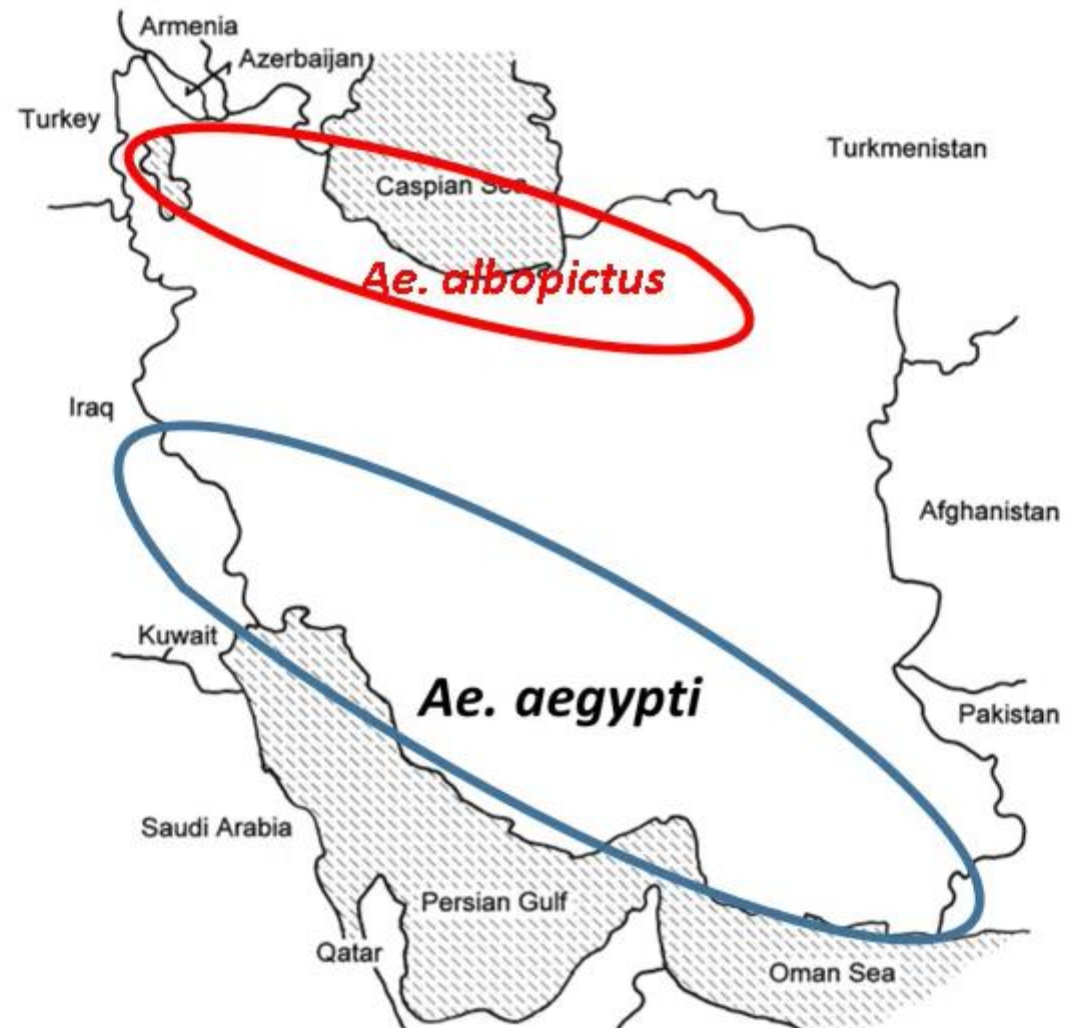 Armenia
Azerbaijan
Turkey
Turkmenistan
Caspian Sea
Ae. albopictus
Iraq
Afghanistan
Kuwait
Ae. aegypti
Pakistan
Saudi Arabia
Persian Gulf
Qatar
Oman Sea